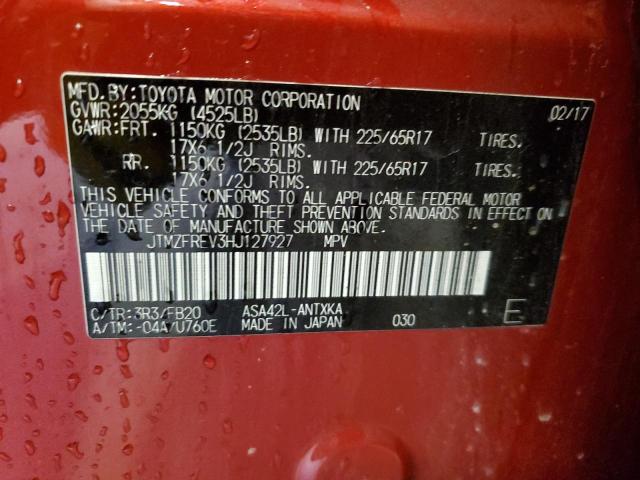 MFD.BY:TOYOTA MOTOR CORPORATION 02/17
GVWR:2055KG (4525LB)
GAWR:FRT. 1150KG (2535LB) WITH 225/65R17 TIRES.
17X6 1/2J RIMS.
RR. 1150KG (2535LB) WITH 225/65R17 TIRES.
17X6 1/2J RIMS.
THIS VEHICLE CONFORMS TO ALL APPLICABLE FEDERAL MOTOR
VEHICLE SAFETY AND THEFT PREVENTION STANDARDS IN EFFECT ON
THE DATE OF MANUFACTURE SHOWN ABOVE.
JTMZFREV3HJ127927 MPV
C/TR:3R3/FB20 ASA42L-ANTXKA
A/TM:-04A/U760E MADE IN JAPAN 030 E